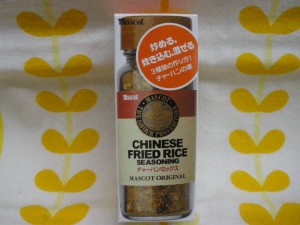 Mascot
炒める、
炊き込む、混ぜる
3種類の作り方!
チャーハンの素
Mascot
MASCOT
CHINESE
FRIED RICE
SEASONING
チャーハンミックス
MASCOT ORIGINAL